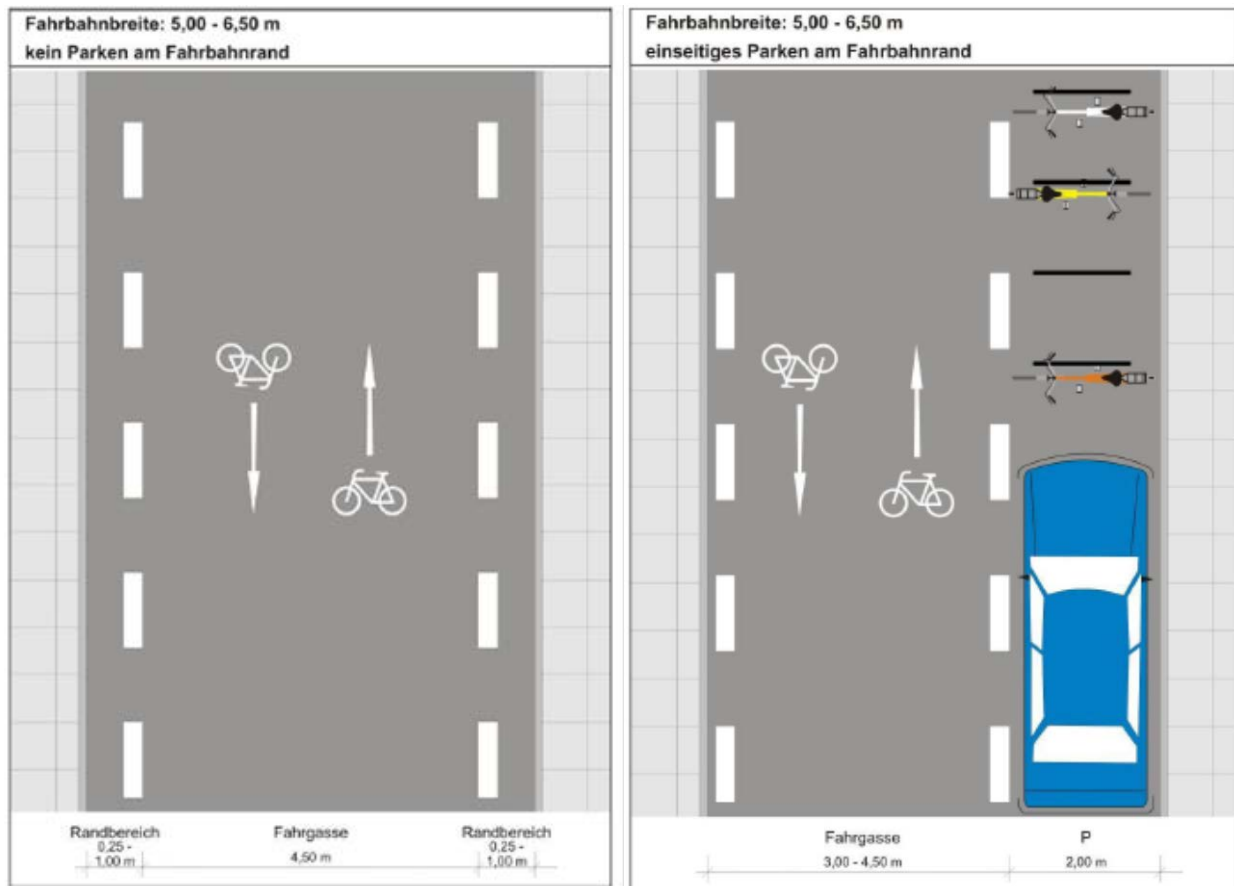 Fahrbahnbreite: 5,00 - 6,50 m
kein Parken am Fahrbahnrand
Randbereich
0,25 -
1,00 m
Fahrgasse
4,50 m
Randbereich
0,25 -
1,00 m
Fahrbahnbreite: 5,00 - 6,50 m
einseitiges Parken am Fahrbahnrand
Fahrgasse
3,00 - 4,50 m
P
2,00 m